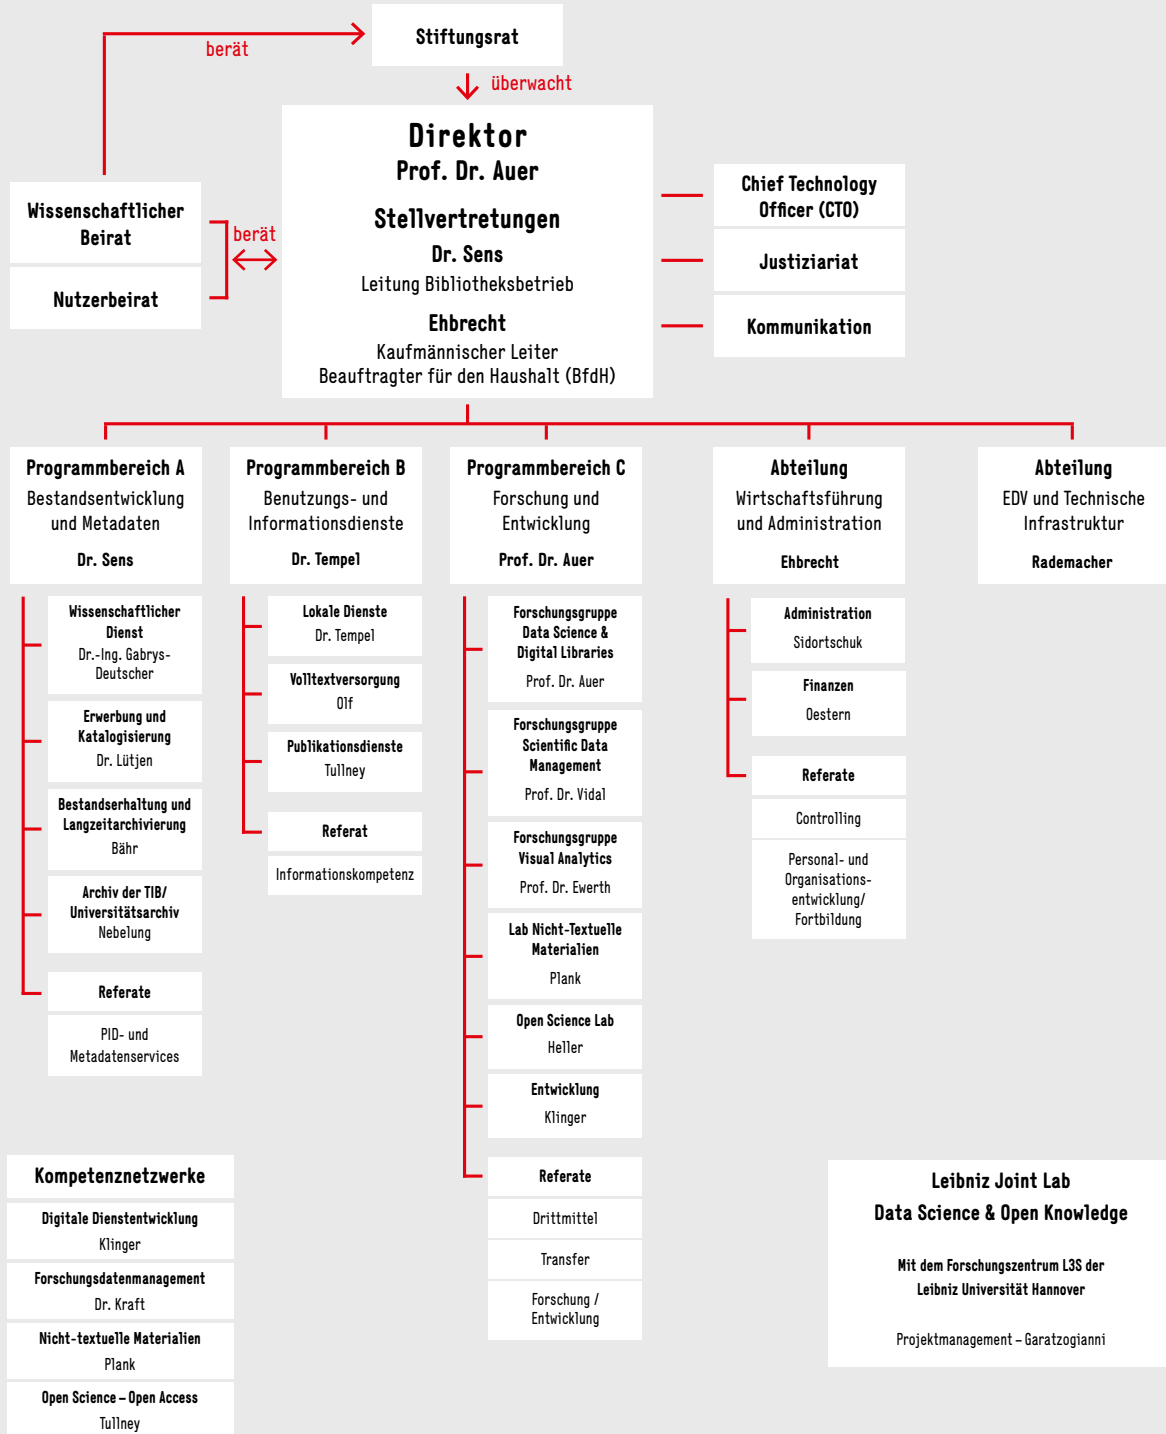 Stiftungsrat
berät
überwacht
Direktor
Prof. Dr. Auer
Stellvertretungen
Dr. Sens
Leitung Bibliotheksbetrieb
Ehbrecht
Kaufmännischer Leiter
Beauftragter für den Haushalt (BfdH)
Wissenschaftlicher
Beirat
Nutzerbeirat
berät
Chief Technology
Officer (CTO)
Justiziariat
Kommunikation
Programmbereich A
Bestandsentwicklung
und Metadaten
Dr. Sens
Wissenschaftlicher
Dienst
Dr.-Ing. Gabrys-
Deutscher
Erwerbung und
Katalogisierung
Dr. Lütjen
Bestandserhaltung und
Langzeitarchivierung
Bähr
Archiv der TIB/
Universitätsarchiv
Nebelung
Referate
PID- und
Metadatenservices
Programmbereich B
Benutzungs- und
Informationsdienste
Dr. Tempel
Lokale Dienste
Dr. Tempel
Volltextversorgung
Olf
Publikationsdienste
Tullney
Referat
Informationskompetenz
Programmbereich C
Forschung und
Entwicklung
Prof. Dr. Auer
Forschungsgruppe
Data Science &
Digital Libraries
Prof. Dr. Auer
Forschungsgruppe
Scientific Data
Management
Prof. Dr. Vidal
Forschungsgruppe
Visual Analytics
Prof. Dr. Ewerth
Lab Nicht-Textuelle
Materialien
Plank
Open Science Lab
Heller
Entwicklung
Klinger
Referate
Drittmittel
Transfer
Forschung /
Entwicklung
Abteilung
Wirtschaftsführung
und Administration
Ehbrecht
Administration
Sidortschuk
Finanzen
Oestern
Referate
Controlling
Personal- und
Organisations-
entwicklung/
Fortbildung
Abteilung
EDV und Technische
Infrastruktur
Rademacher
Kompetenznetzwerke
Digitale Dienstentwicklung
Klinger
Forschungsdatenmanagement
Dr. Kraft
Nicht-textuelle Materialien
Plank
Open Science – Open Access
Tullney
Leibniz Joint Lab
Data Science & Open Knowledge
Mit dem Forschungszentrum L3S der
Leibniz Universität Hannover
Projektmanagement – Garatzogianni